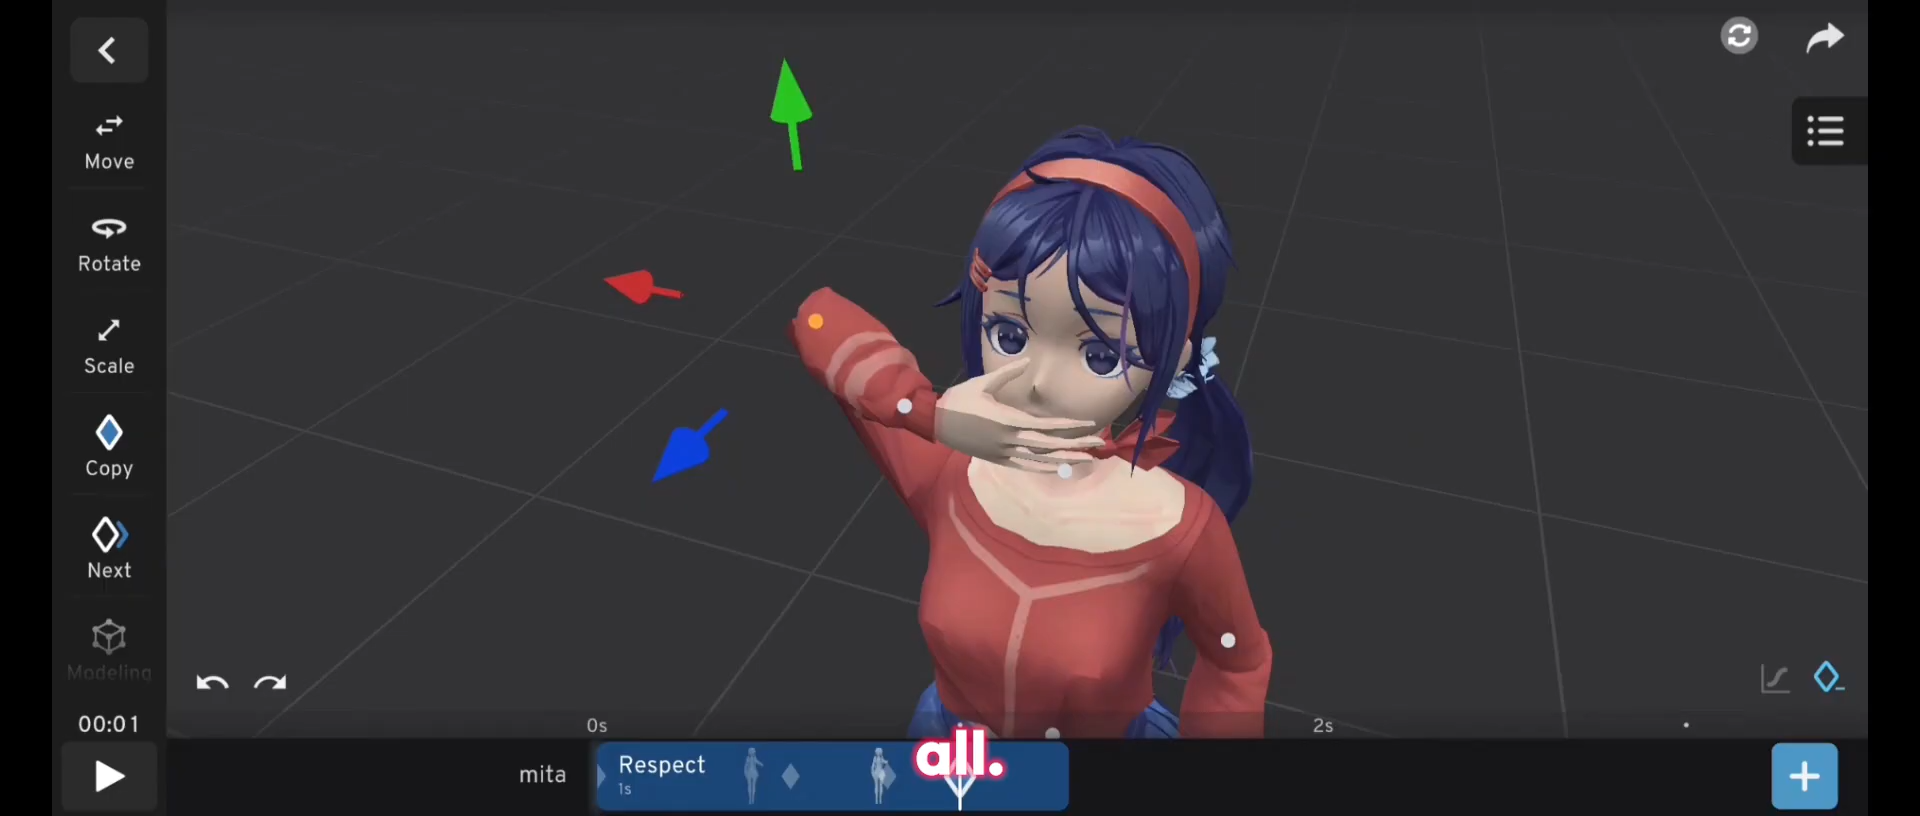 Move
Rotate
Scale
Copy
Next
Modeling
00:01
0s
2s
mita
Respect
1s
all.